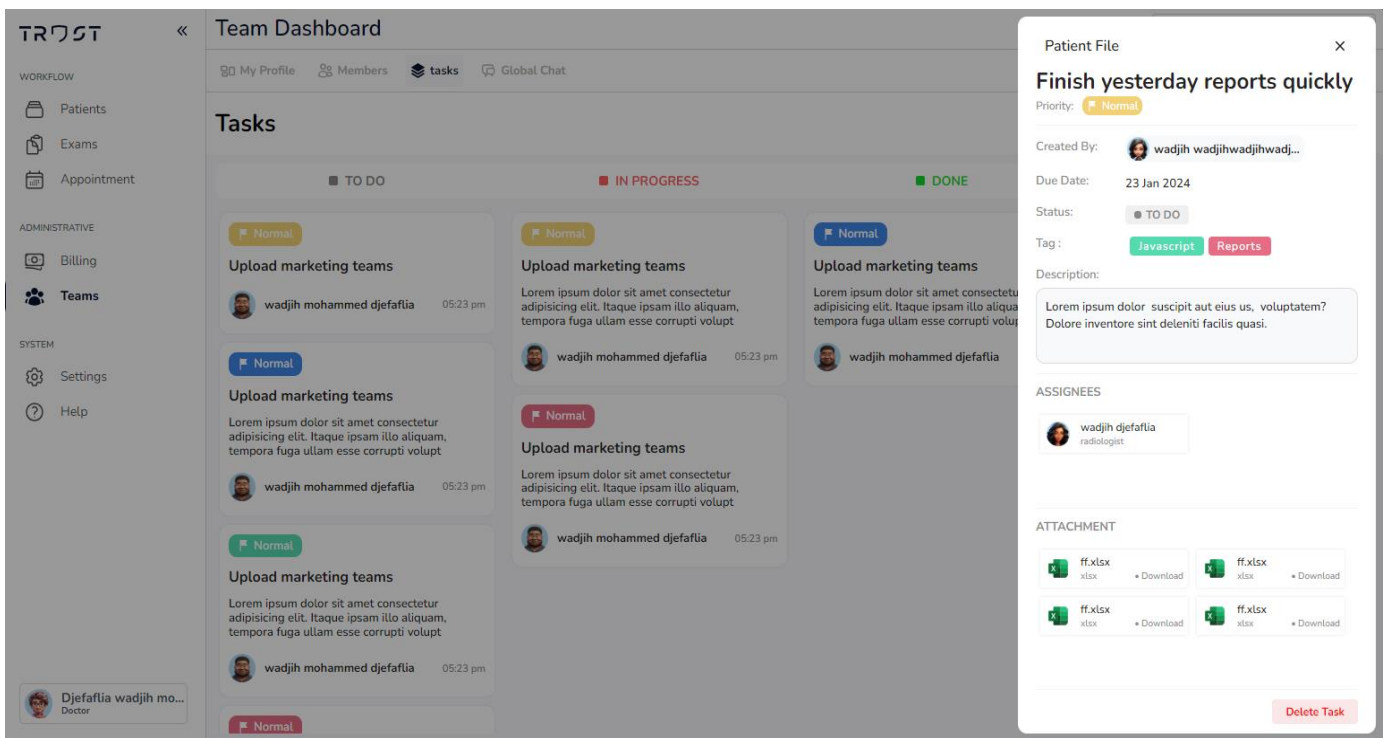 TROST
«
WORKFLOW
Patients
Exams
Appointment
ADMINISTRATIVE
Billing
Teams
SYSTEM
Settings
Help
Djefaflia wadjih mo...
Doctor
Team Dashboard
My Profile Members tasks Global Chat
Tasks
TO DO
Normal
Upload marketing teams
wadjih mohammed djefaflia 05:23 pm
Normal
Upload marketing teams
Lorem ipsum dolor sit amet consectetur
adipisicing elit. Itaque ipsam illo aliquam,
tempora fuga ullam esse corrupti volupt
wadjih mohammed djefaflia 05:23 pm
Normal
Upload marketing teams
Lorem ipsum dolor sit amet consectetur
adipisicing elit. Itaque ipsam illo aliquam,
tempora fuga ullam esse corrupti volupt
wadjih mohammed djefaflia 05:23 pm
Normal
IN PROGRESS
Normal
Upload marketing teams
Lorem ipsum dolor sit amet consectetur
adipisicing elit. Itaque ipsam illo aliquam,
tempora fuga ullam esse corrupti volupt
wadjih mohammed djefaflia 05:23 pm
Normal
Upload marketing teams
Lorem ipsum dolor sit amet consectetur
adipisicing elit. Itaque ipsam illo aliquam,
tempora fuga ullam esse corrupti volupt
wadjih mohammed djefaflia 05:23 pm
DONE
Normal
Upload marketing teams
Lorem ipsum dolor sit amet consectetu
adipisicing elit. Itaque ipsam illo aliqua
tempora fuga ullam esse corrupti volup
wadjih mohammed djefaflia
Patient File
Finish yesterday reports quickly
Priority: Normal
Created By: wadjih wadjihwadjihwadj...
Due Date: 23 Jan 2024
Status: TO DO
Tag : Javascript Reports
Description:
Lorem ipsum dolor suscipit aut eius us, voluptatem?
Dolore inventore sint deleniti facilis quasi.
ASSIGNEES
wadjih djefaflia
radiologist
ATTACHMENT
ff.xlsx
xlsx • Download
ff.xlsx
xlsx • Download
ff.xlsx
xlsx • Download
ff.xlsx
xlsx • Download
Delete Task